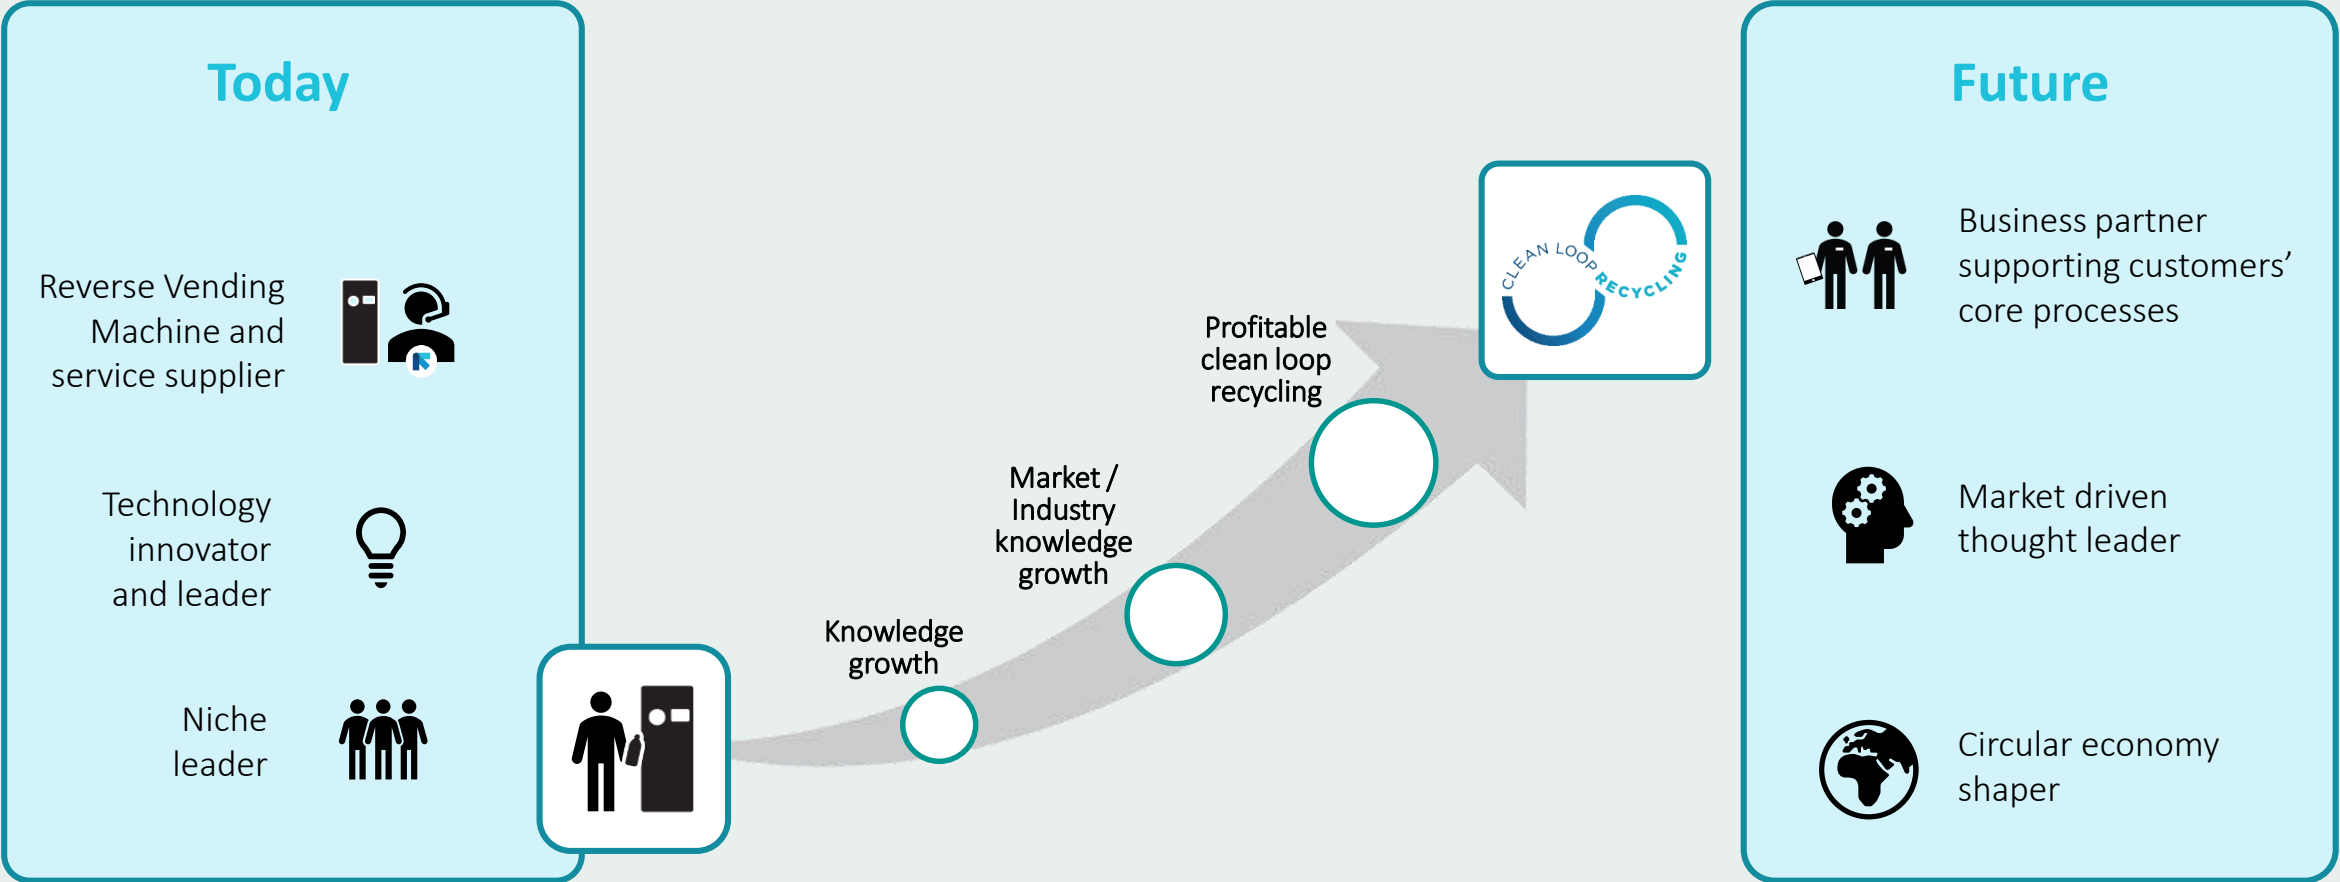 Today
Reverse Vending
Machine and
service supplier
Technology
innovator
and leader
Niche
leader
Knowledge
growth
Market /
Industry
knowledge
growth
Profitable
clean loop
recycling
CLEAN LOOP
RECYCLING
Future
Business partner
supporting customers’
core processes
Market driven
thought leader
Circular economy
shaper